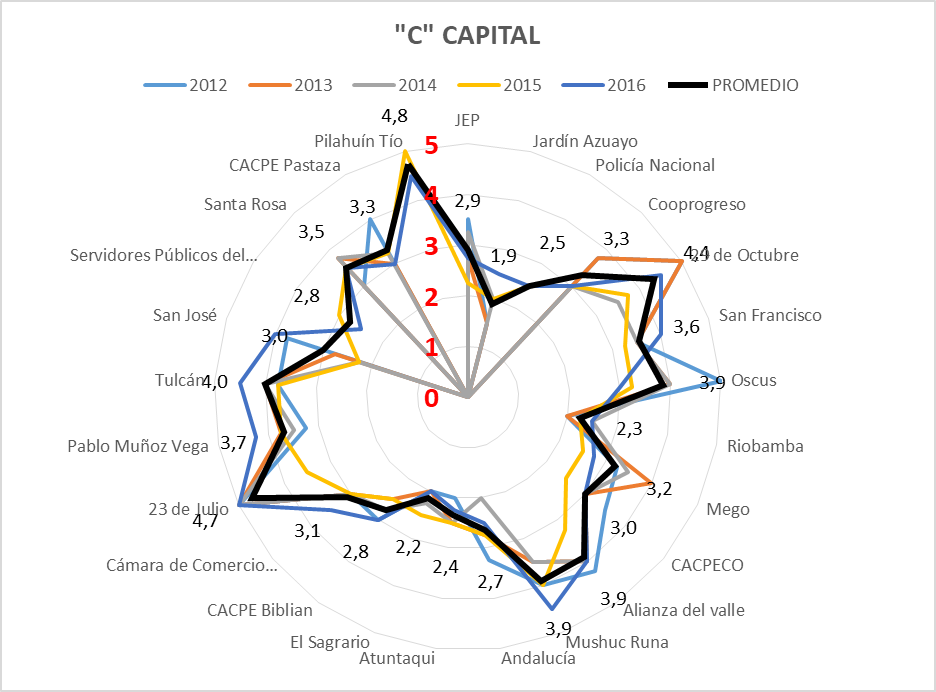 "C" CAPITAL
2012 2013 2014 2015 2016 PROMEDIO
4,8
JEP
Pilahuín Tío
5
Jardín Azuayo
CACPE Pastaza
Policía Nacional
4
Santa Rosa
3,3
2,9
Cooprogreso
3,5
3
1,9
2,5
3,3
Servidores Públicos del...
4,4
29 de Octubre
2,8
2
San José
San Francisco
3,0
1
3,6
Tulcán
4,0
0
3,9
Oscus
Pablo Muñoz Vega
3,7
2,3
Riobamba
23 de Julio
4,7
3,2
Mego
3,1
3,0
Cámara de Comercio...
2,8
2,2
2,4
2,7
CACPECO
CACPE Biblian
3,9
Alianza del valle
El Sagrario
3,9
Mushuc Runa
Atuntaqui
Andalucía